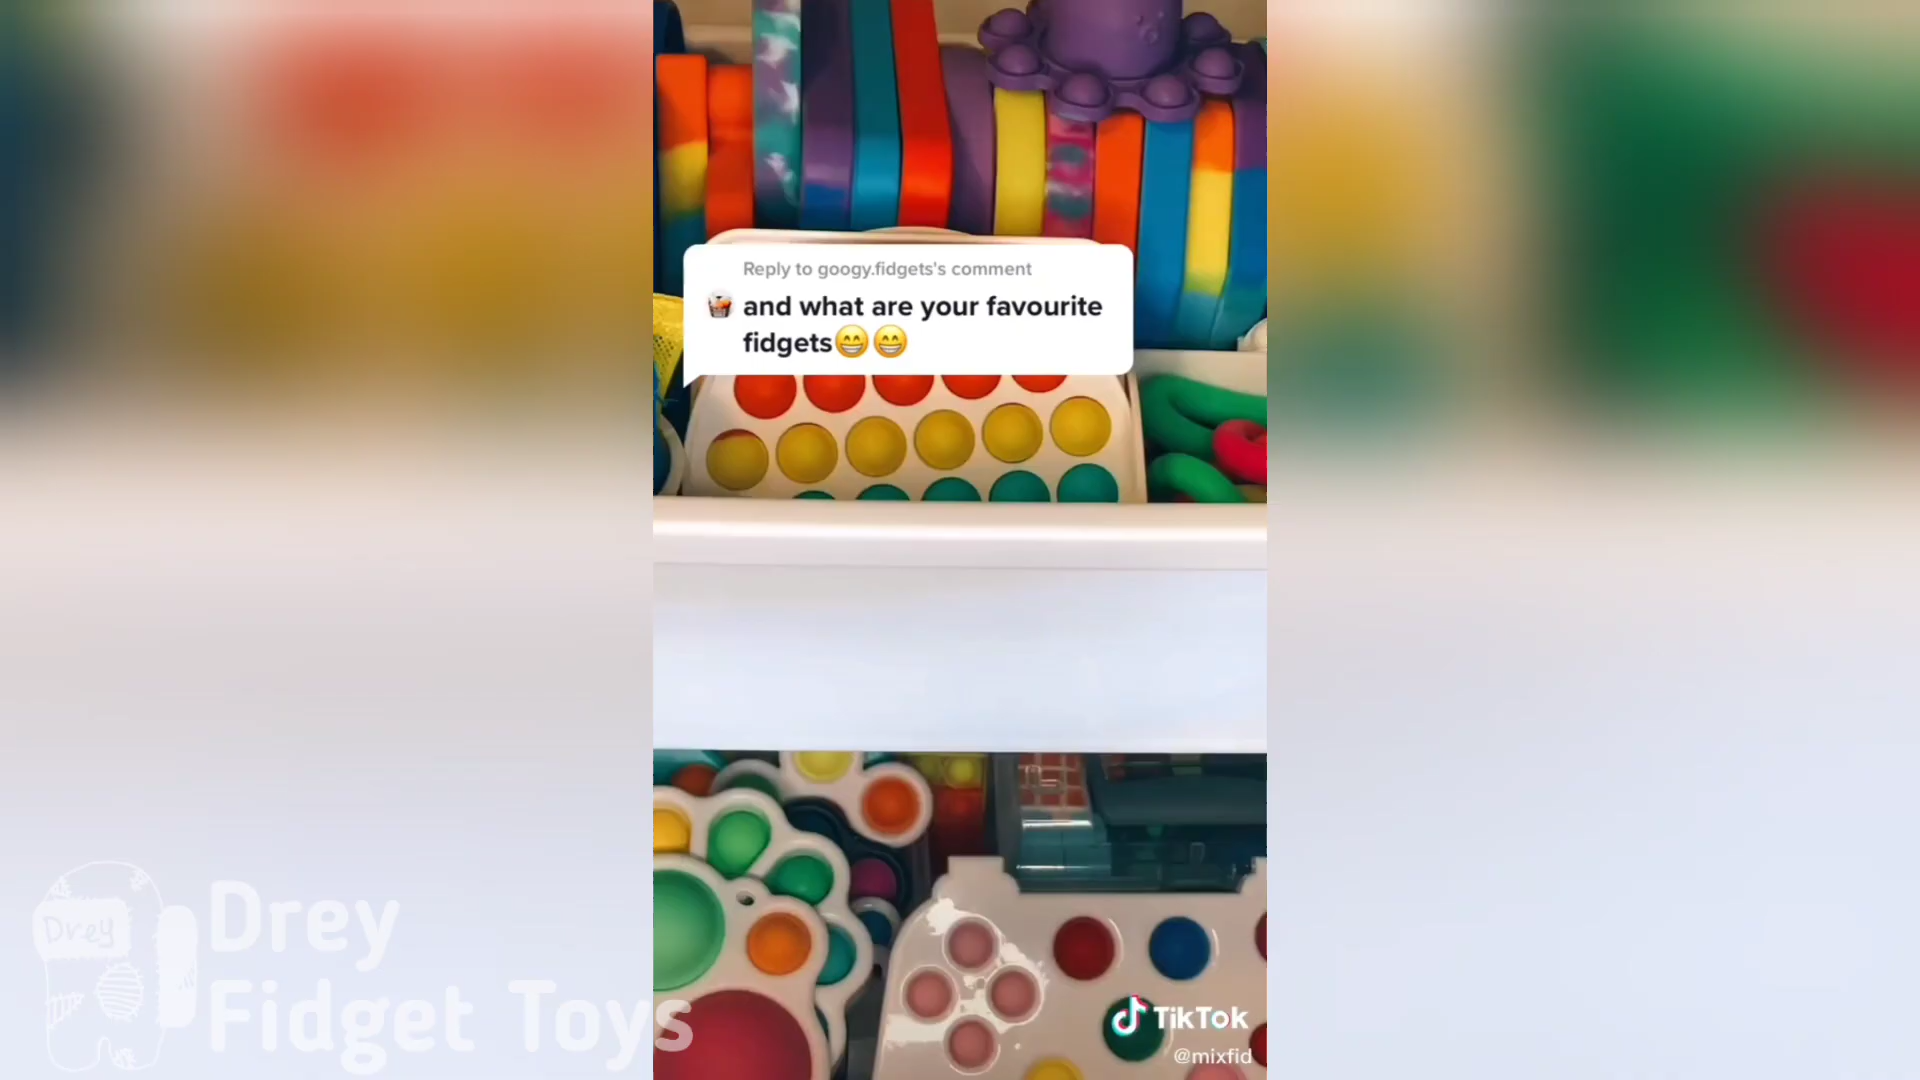 Reply to googy.fidgets's comment
and what are your favourite
fidgets😁😁
Drey
Drey
Fidget Toys
TikTok
@mixfid